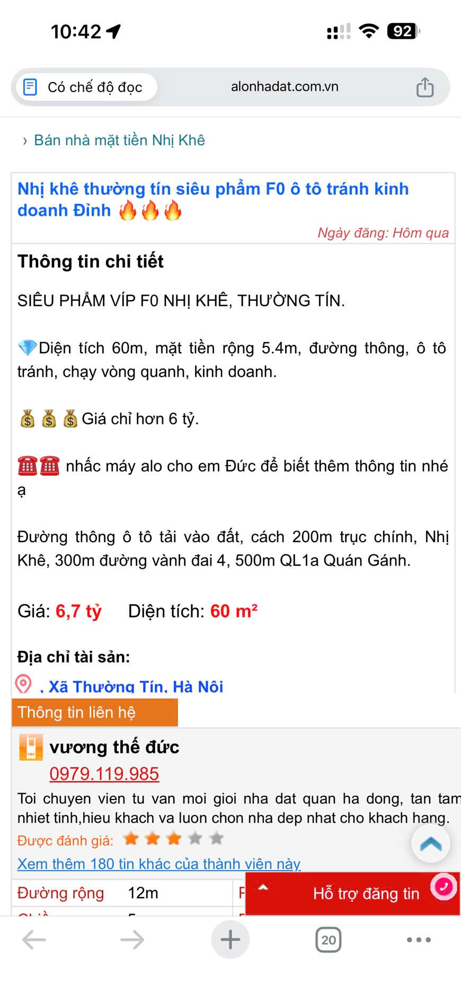 10:42
92
Có chế độ đọc
alonhadat.com.vn
› Bán nhà mặt tiền Nhị Khê
Nhị khê thường tín siêu phẩm F0 ô tô tránh kinh
doanh Đỉnh 🔥🔥🔥
Ngày đăng: Hôm qua
Thông tin chi tiết
SIÊU PHẨM VÍP F0 NHỊ KHÊ, THƯỜNG TÍN.
💎Diện tích 60m, mặt tiền rộng 5.4m, đường thông, ô tô
tránh, chạy vòng quanh, kinh doanh.
💰💰💰Giá chỉ hơn 6 tỷ.
☎️☎️ nhấc máy alo cho em Đức để biết thêm thông tin nhé
ạ
Đường thông ô tô tải vào đất, cách 200m trục chính, Nhị
Khê, 300m đường vành đai 4, 500m QL1a Quán Gánh.
Giá: 6,7 tỷ Diện tích: 60 m²
Địa chỉ tài sản:
, Xã Thường Tín, Hà Nội
Thông tin liên hệ
vương thế đức
0979.119.985
Toi chuyen vien tu van moi gioi nha dat quan ha dong, tan tam
nhiet tinh,hieu khach va luon chon nha dep nhat cho khach hang.
Được đánh giá:
Xem thêm 180 tin khác của thành viên này
Đường rộng 12m
Hỗ trợ đăng tin
20